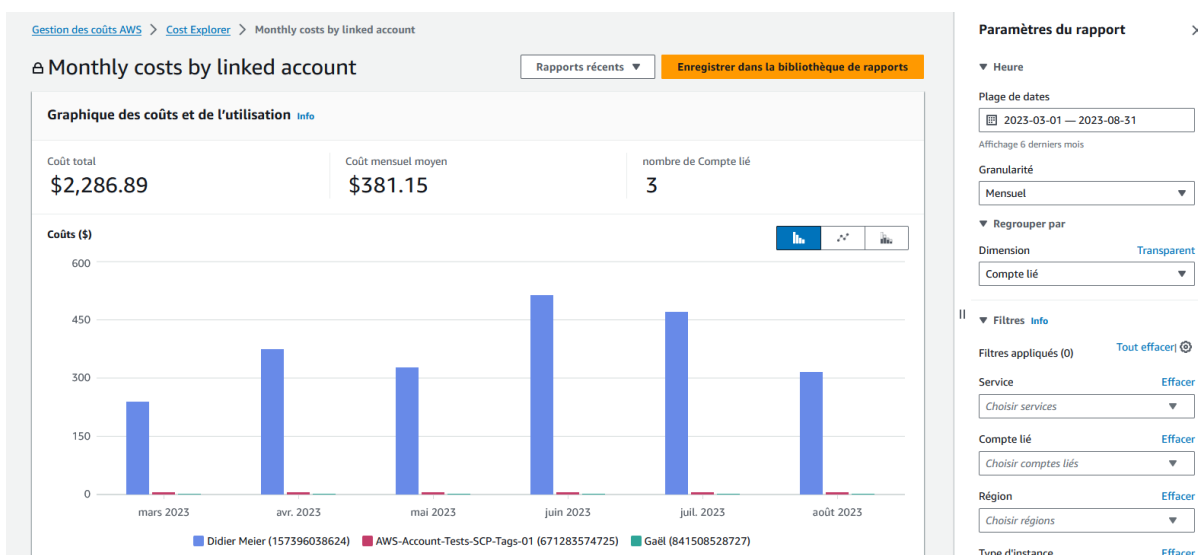 Gestion des coûts AWS > Cost Explorer > Monthly costs by linked account
Monthly costs by linked account
Rapports récents ▼
Enregistrer dans la bibliothèque de rapports
Graphique des coûts et de l'utilisation Info
Coût total
$2,286.89
Coût mensuel moyen
$381.15
nombre de Compte lié
3
Coûts ($)
600
450
300
150
0
mars 2023
avr. 2023
mai 2023
juin 2023
juil. 2023
août 2023
Didier Meier (157396038624) AWS-Account-Tests-SCP-Tags-01 (671283574725) Gaël (841508528727)
Paramètres du rapport
▼ Heure
Plage de dates
2023-03-01 — 2023-08-31
Affichage 6 derniers mois
Granularité
Mensuel
▼ Regrouper par
Dimension Transparent
Compte lié
▼ Filtres Info
Filtres appliqués (0) Tout effacer|
Service Effacer
Choisir services
Compte lié Effacer
Choisir comptes liés
Région Effacer
Choisir régions
Type d'instance Effacer